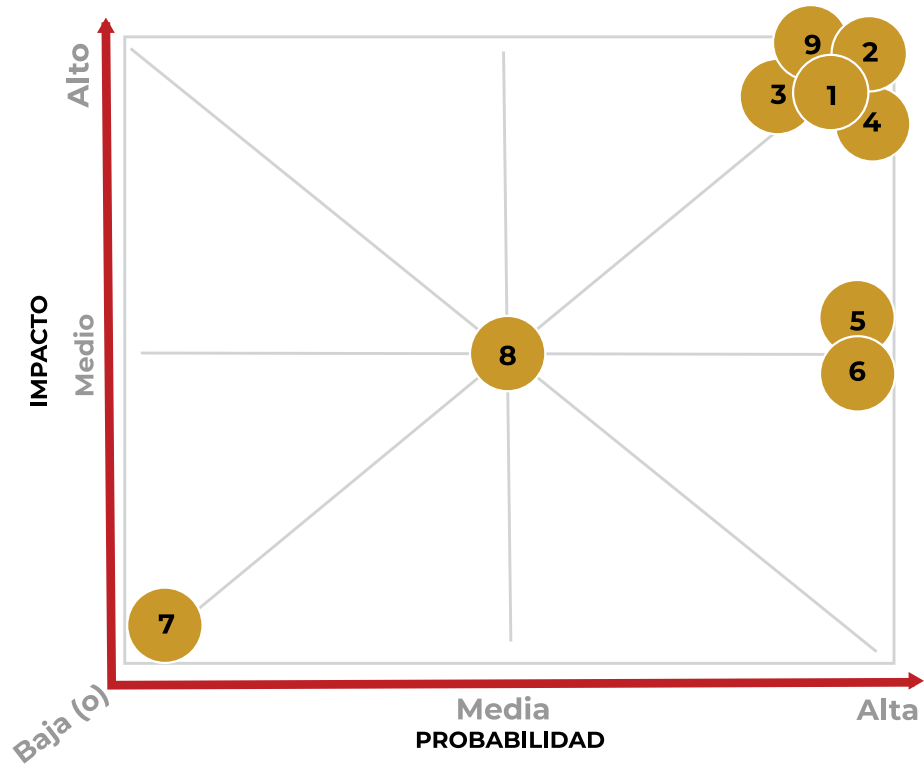 Alto
9
2
3
1
4
IMPACTO
Medio
5
8
6
7
Baja (o)
Media
Alta
PROBABILIDAD